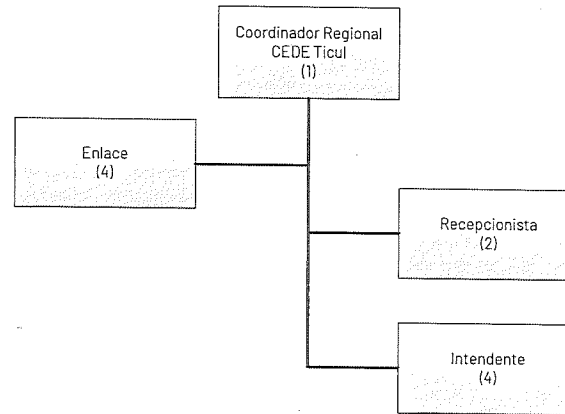 Coordinador Regional
CEDE Ticul
(1)
Enlace
(4)
Recepcionista
(2)
Intendente
(4)